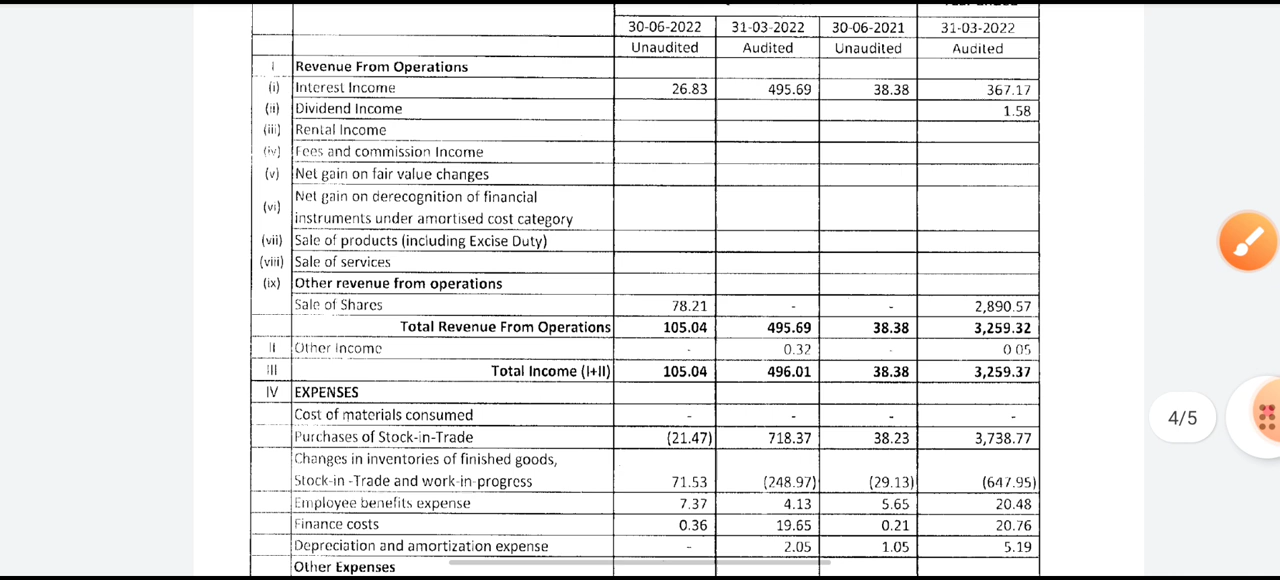 30-06-2022 31-03-2022 30-06-2021 31-03-2022
Unaudited Audited Unaudited Audited
I Revenue From Operations
(i) Interest Income 26.83 495.69 38.38 367.17
(ii) Dividend Income 1.58
(iii) Rental Income
(iv) Fees and commission Income
(v) Net gain on fair value changes
(vi) Net gain on derecognition of financial
instruments under amortised cost category
(vii) Sale of products (including Excise Duty)
(viii) Sale of services
(ix) Other revenue from operations
Sale of Shares 78.21 - - 2,890.57
Total Revenue From Operations 105.04 495.69 38.38 3,259.32
II Other Income - 0.32 - 0 05
III Total Income (I+II) 105.04 496.01 38.38 3,259.37
IV EXPENSES
Cost of materials consumed - - - -
Purchases of Stock-in-Trade (21.47) 718.37 38.23 3,738.77
Changes in inventories of finished goods,
Stock-in -Trade and work-in-progress 71.53 (248.97) (29.13) (647.95)
Employee benefits expense 7.37 4.13 5.65 20.48
Finance costs 0.36 19.65 0.21 20.76
Depreciation and amortization expense - 2.05 1.05 5.19
Other Expenses
4/5